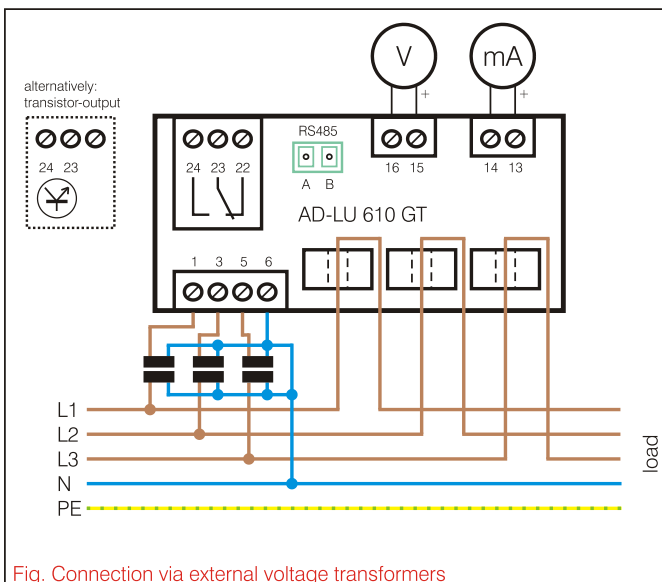 alternatively:
transistor-output
24 23
V
mA
+
+
RS485
A B
24 23 22
16 15
14 13
AD-LU 610 GT
1 3 5 6
L1
L2
L3
N
PE
load
Fig. Connection via external voltage transformers